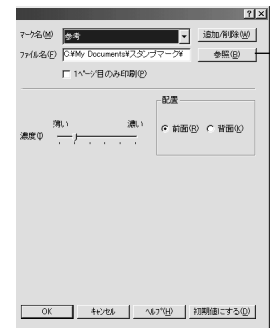 マーク名(M) 参考 追加/削除(W)
ファイル名(F) C:¥My Documents¥スタンプマーク¥ 参照(B)
1ページ目のみ印刷(P)
配置
薄い 濃い
濃度(I)
前面(R) 背面(K)
OK キャンセル ヘルプ(H) 初期値にする(D)